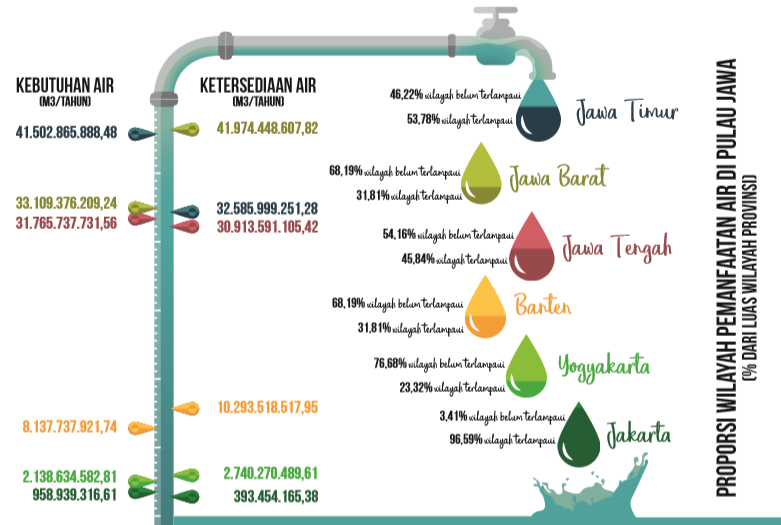 KEBUTUHAN AIR
(M3/TAHUN)
41.502.865.888,48
33.109.376.209,24
31.765.737.731,56
8.137.737.921,74
2.138.634.582,81
958.939.316,61
KETERSEDIAAN AIR
(M3/TAHUN)
41.974.448.607,82
32.585.999.251,28
30.913.591.105,42
10.293.518.517,95
2.740.270.489,61
393.454.165,38
46,22% wilayah belum terlampaui
53,78% wilayah terlampaui
Jawa Timur
68,19% wilayah belum terlampaui
31,81% wilayah terlampaui
Jawa Barat
54,16% wilayah belum terlampaui
45,84% wilayah terlampaui
Jawa Tengah
68,19% wilayah belum terlampaui
31,81% wilayah terlampaui
Banten
76,68% wilayah belum terlampaui
23,32% wilayah terlampaui
Yogyakarta
3,41% wilayah belum terlampaui
96,59% wilayah terlampaui
Jakarta
PROPORSI WILAYAH PEMANFAATAN AIR DI PULAU JAWA
(% DARI LUAS WILAYAH PROVINSI)